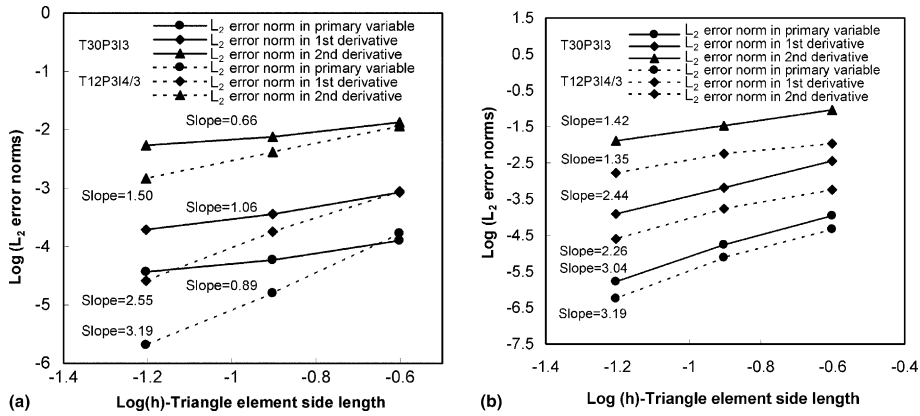 0
-1
-2
-3
-4
-5
-6
-1.4
-1.2
-1
-0.8
-0.6
Log (L2 error norms)
Log(h)-Triangle element side length
(a)
T30P3I3
L2 error norm in primary variable
L2 error norm in 1st derivative
L2 error norm in 2nd derivative
T12P3I4/3
L2 error norm in primary variable
L2 error norm in 1st derivative
L2 error norm in 2nd derivative
Slope=0.66
Slope=1.50
Slope=1.06
Slope=2.55
Slope=0.89
Slope=3.19
1.5
0.5
-0.5
-1.5
-2.5
-3.5
-4.5
-5.5
-6.5
-7.5
-1.4
-1.2
-1
-0.8
-0.6
-0.4
Log (L2 error norms)
Log (h)-Triangle element side length
(b)
T30P3I3
L2 error norm in primary variable
L2 error norm in 1st derivative
L2 error norm in 2nd derivative
T12P3I4/3
L2 error norm in primary variable
L2 error norm in 1st derivative
L2 error norm in 2nd derivative
Slope=1.42
Slope=1.35
Slope=2.44
Slope=2.26
Slope=3.04
Slope=3.19